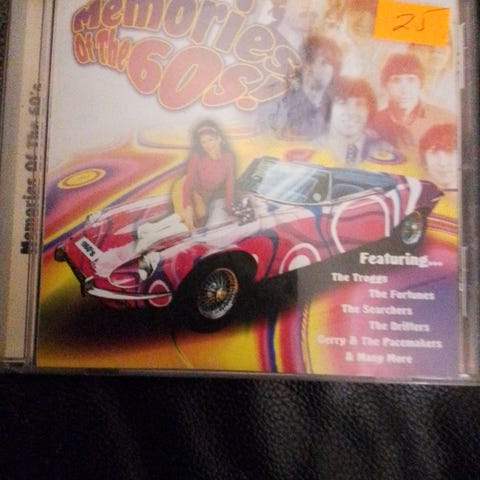 25
Memories
Of The
60s!
Memories Of The 60's
1960'S
Featuring...
The Troggs
The Fortunes
The Searchers
The Drifters
Gerry & The Pacemakers
& Many More